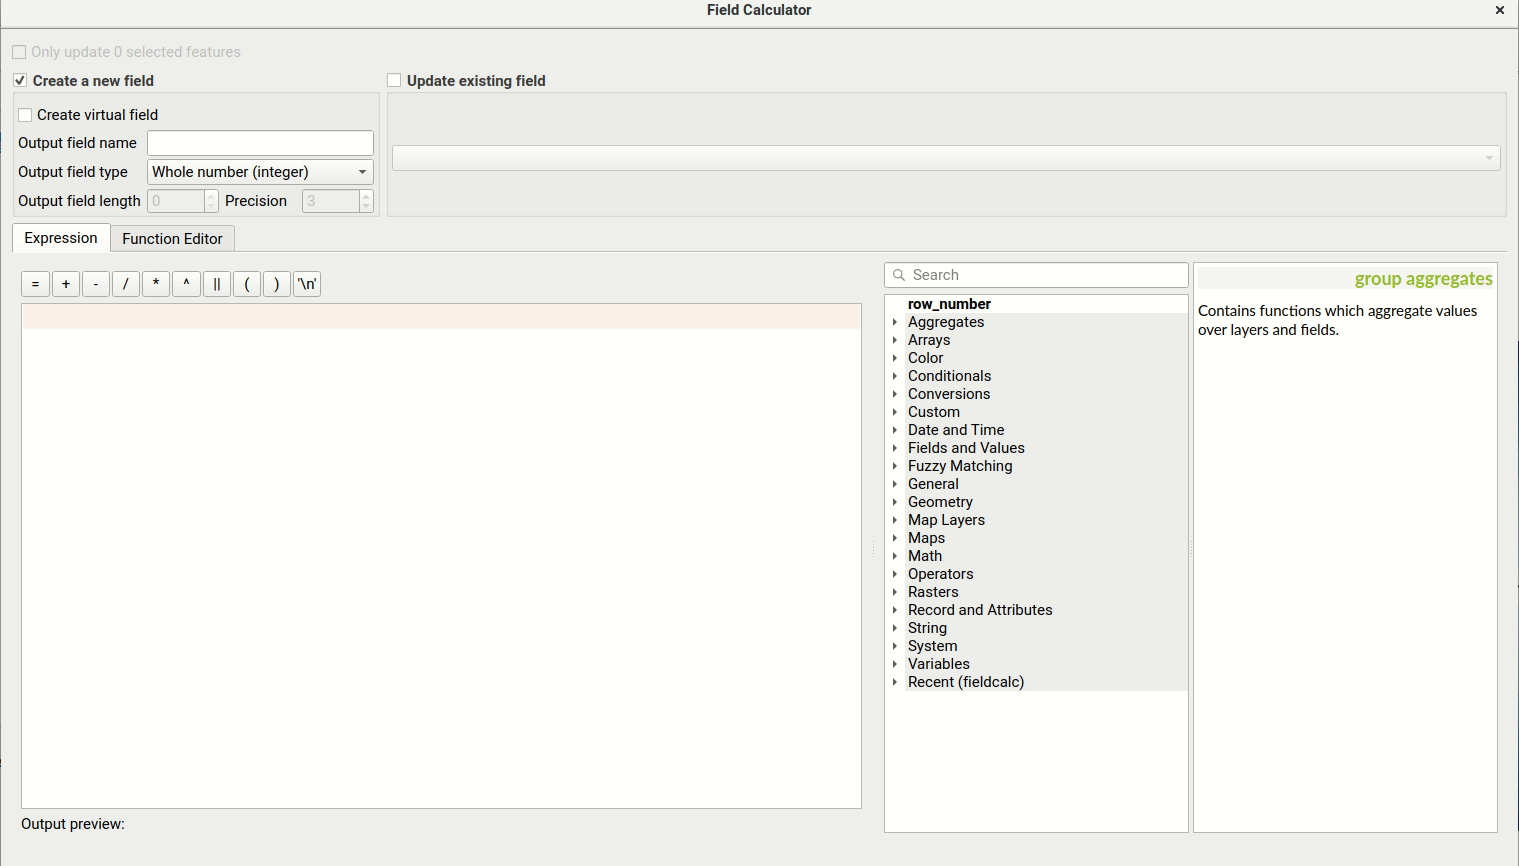 Field Calculator
Only update 0 selected features
Create a new field
Update existing field
Create virtual field
Output field name
Output field type Whole number (integer)
Output field length 0 Precision 3
Expression Function Editor
= + - / * ^ || ( ) '\n'
Search
row_number
Aggregates
Arrays
Color
Conditionals
Conversions
Custom
Date and Time
Fields and Values
Fuzzy Matching
General
Geometry
Map Layers
Maps
Math
Operators
Rasters
Record and Attributes
String
System
Variables
Recent (fieldcalc)
group aggregates
Contains functions which aggregate values
over layers and fields.
Output preview: